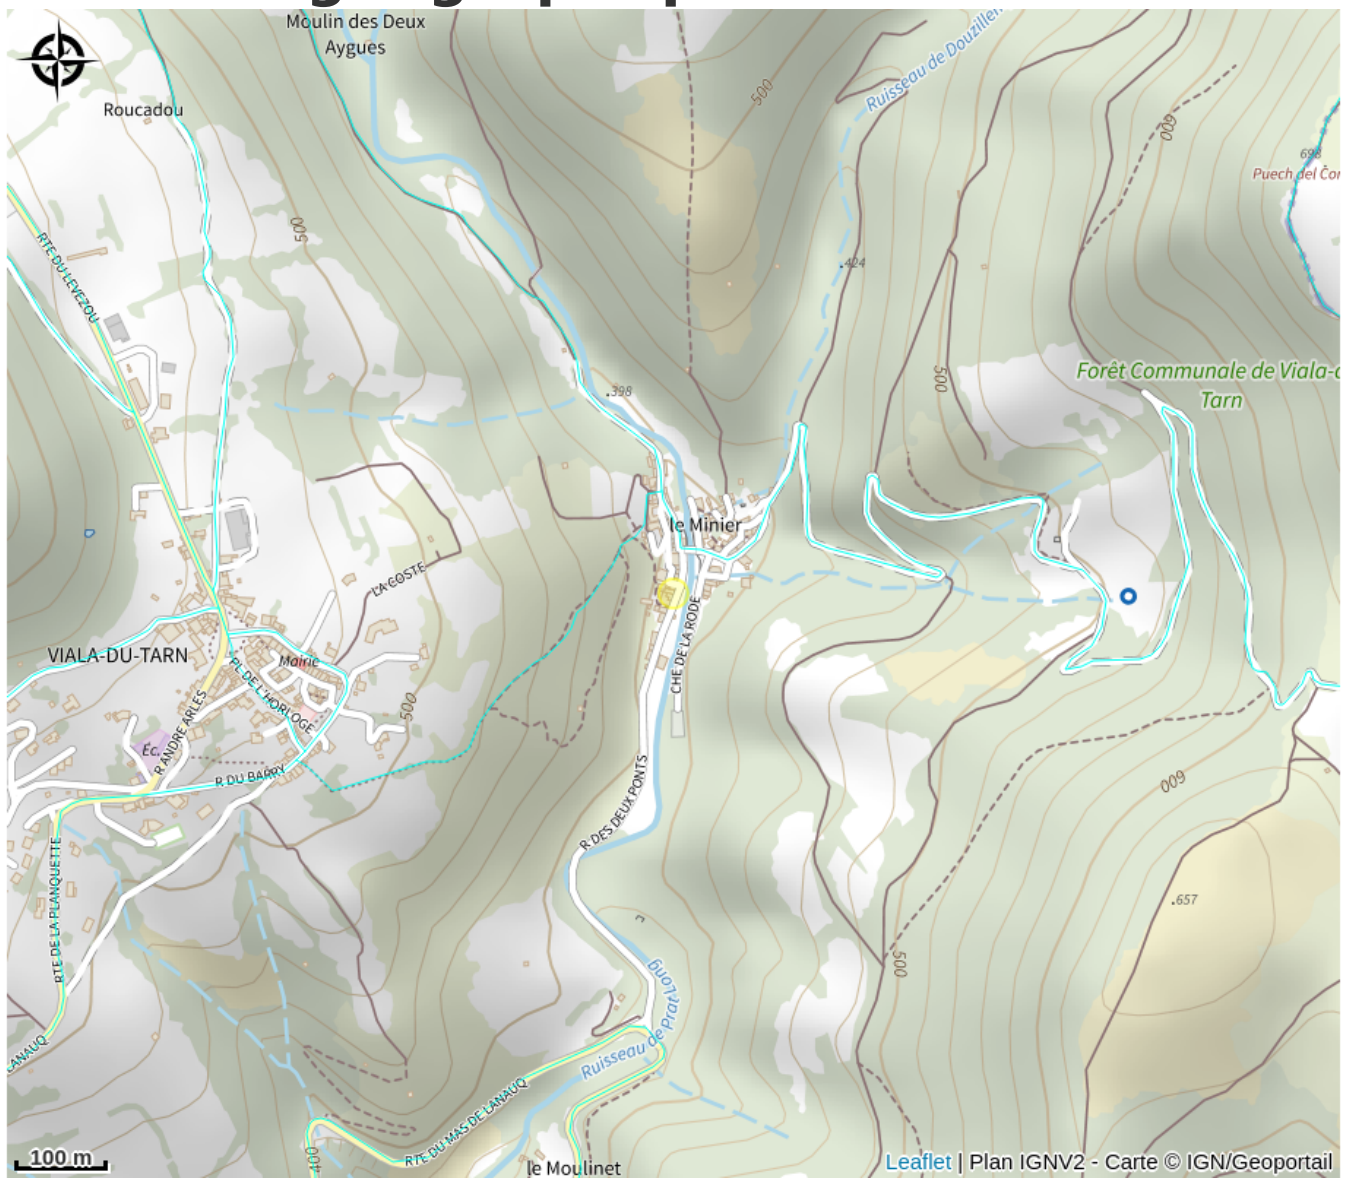 Moulin des Deux
Aygues
Roucadou
Ruisseau de Douziller
500
600
698
Puech del Cor
RTE DU LEVEZOU
500
.424
Forêt Communale de Viala-d
Tarn
500
.398
le Minier
LA COSTE
VIALA-DU-TARN
Mairie
PL DE L'HORLOGE
R ANDRE ARLES
500
CHE DE LA RODE
Éc.
R DU BARRY
R DES DEUX PONTS
600
RTE DE LA PLANQUETTE
.657
500
Ruisseau de Prat Long
LANAUQ
RTE DU MAS DE LANAUQ
400
100 m
le Moulinet
Leaflet | Plan IGNV2 - Carte © IGN/Geoportail